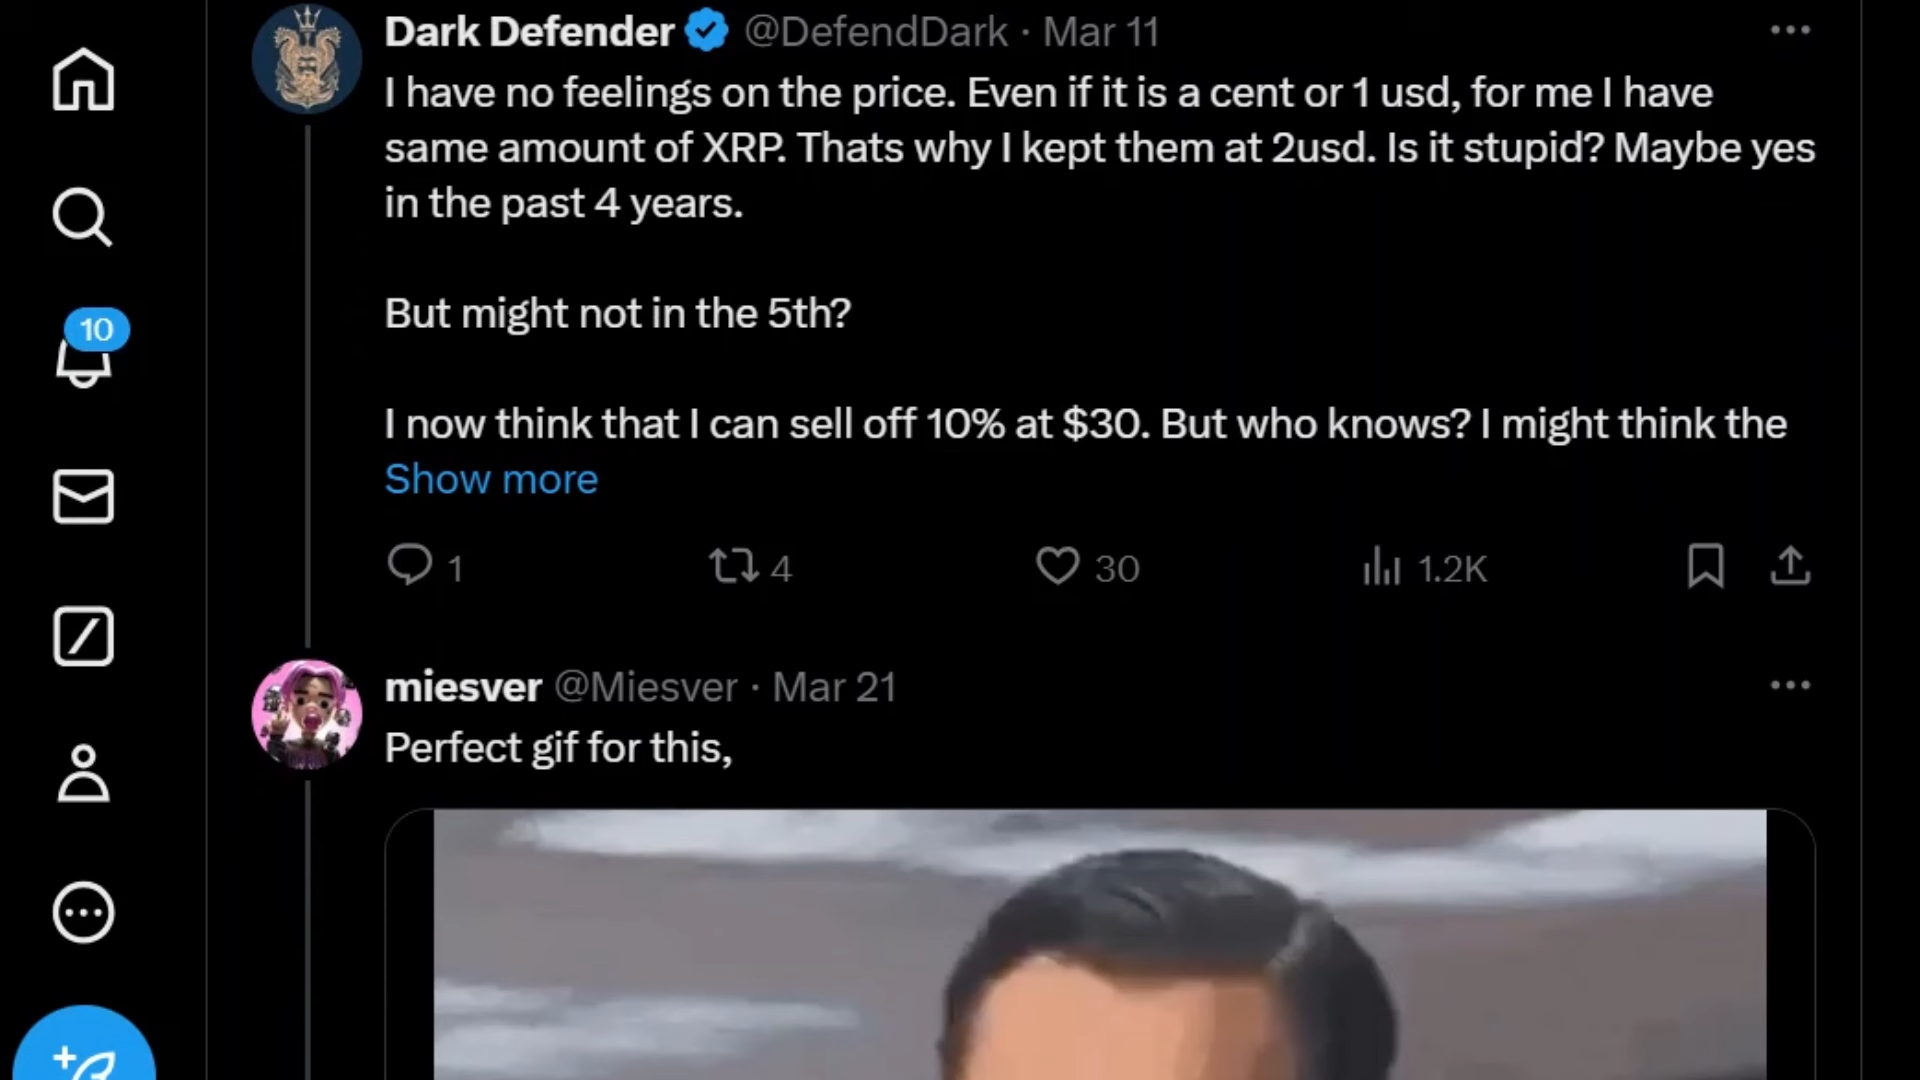 Dark Defender @DefendDark · Mar 11
I have no feelings on the price. Even if it is a cent or 1 usd, for me I have
same amount of XRP. Thats why I kept them at 2usd. Is it stupid? Maybe yes
in the past 4 years.
But might not in the 5th?
I now think that I can sell off 10% at $30. But who knows? I might think the
Show more
1 4 30 1.2K
10
miesver @Miesver · Mar 21
Perfect gif for this,